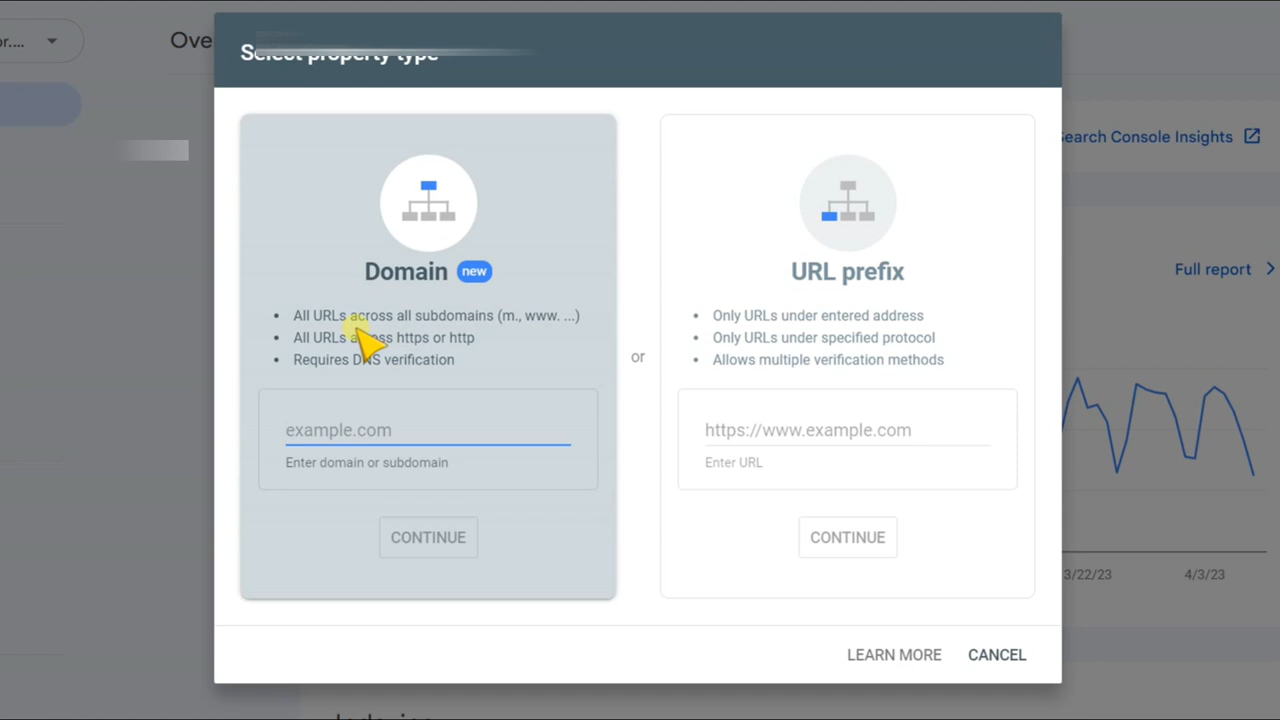 or....
Select property type
Search Console Insights
Domain new
All URLs across all subdomains (m., www. ...)
All URLs across https or http
Requires DNS verification
example.com
Enter domain or subdomain
CONTINUE
or
URL prefix
Only URLs under entered address
Only URLs under specified protocol
Allows multiple verification methods
https://www.example.com
Enter URL
CONTINUE
Full report
3/22/23
4/3/23
LEARN MORE
CANCEL